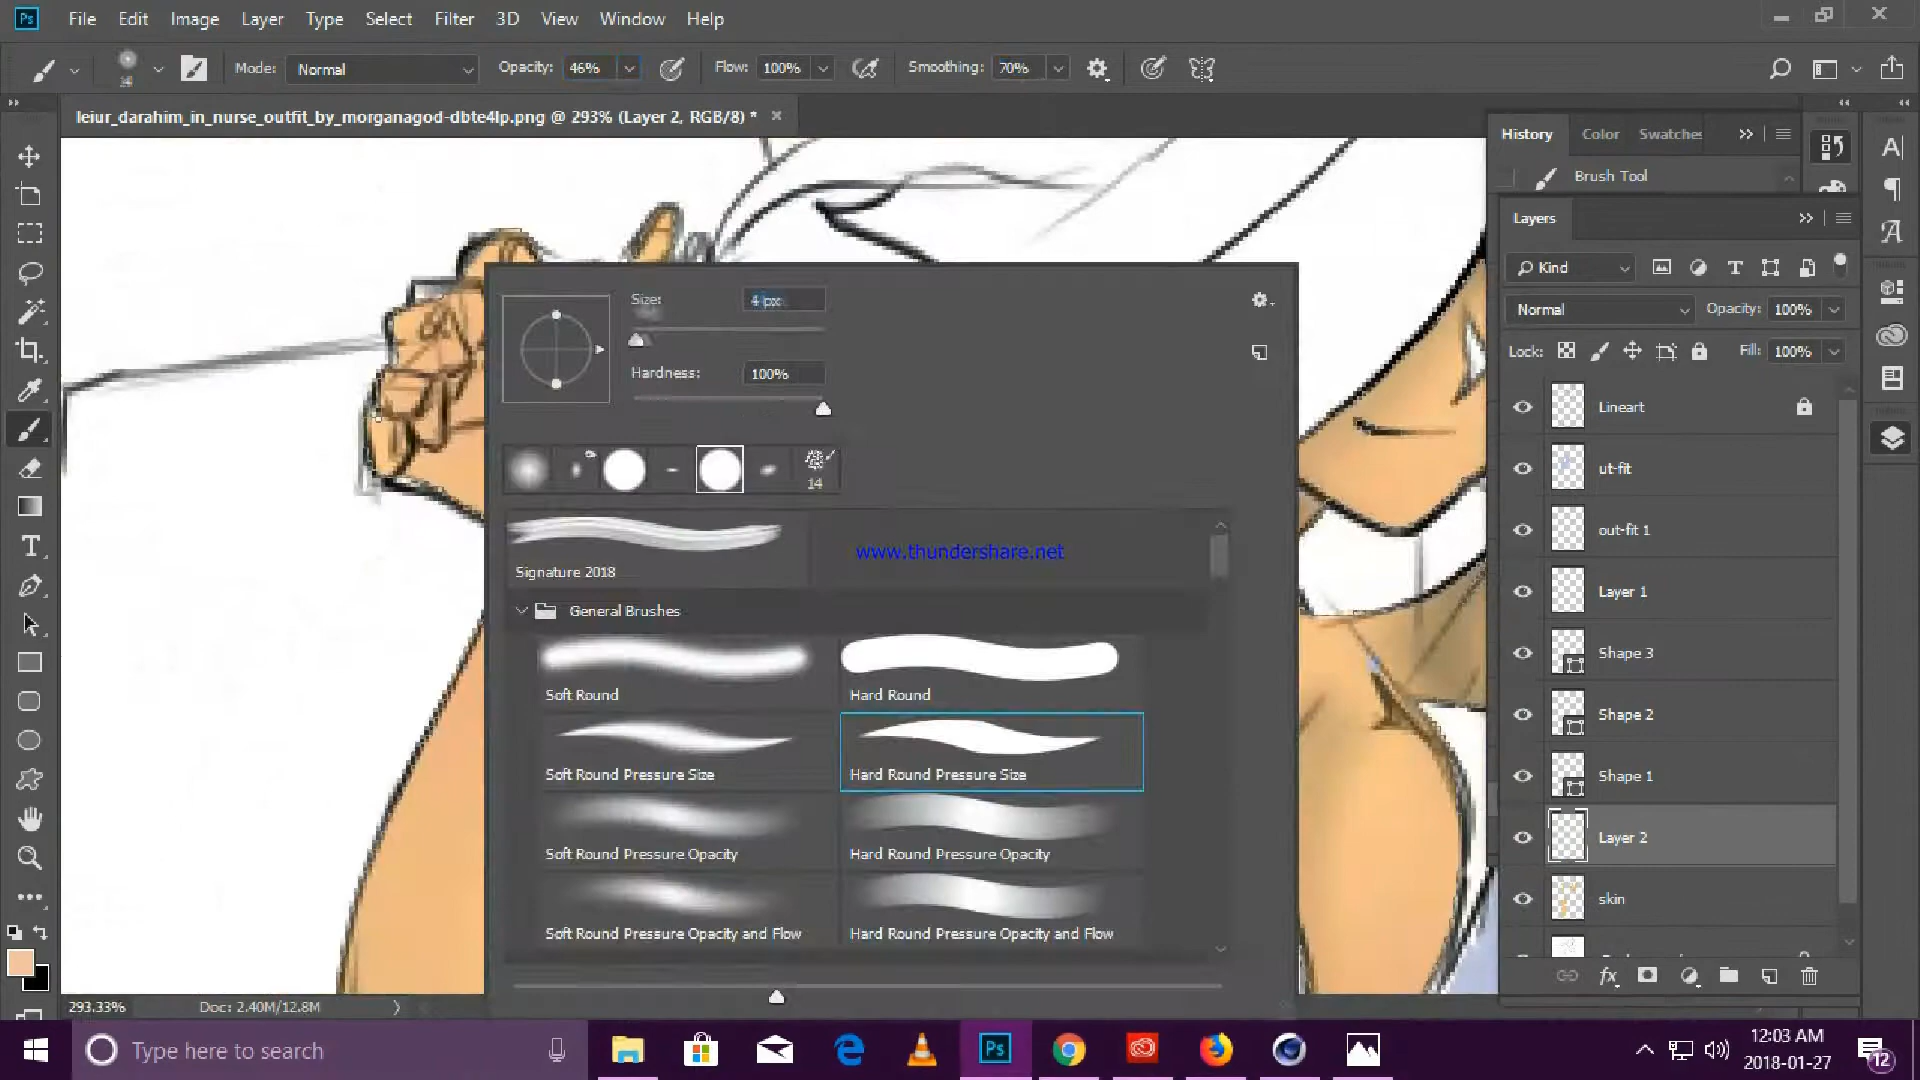 Ps File Edit Image Layer Type Select Filter 3D View Window Help
14 Mode: Normal Opacity: 46% Flow: 100% Smoothing: 70%
leiur_darahim_in_nurse_outfit_by_morganagod-dbte4lp.png @ 293% (Layer 2, RGB/8) *
History Color Swatches
Brush Tool
Layers
Kind
Normal Opacity: 100%
Lock: Fill: 100%
Lineart
ut-fit
out-fit 1
Layer 1
Shape 3
Shape 2
Shape 1
Layer 2
skin
Size: 4 px
Hardness: 100%
14
www.thundershare.net
Signature 2018
General Brushes
Soft Round Hard Round
Soft Round Pressure Size Hard Round Pressure Size
Soft Round Pressure Opacity Hard Round Pressure Opacity
Soft Round Pressure Opacity and Flow Hard Round Pressure Opacity and Flow
293.33% Doc: 2.40M/12.8M
fx
Type here to search
Ps
12:03 AM
2018-01-27
12